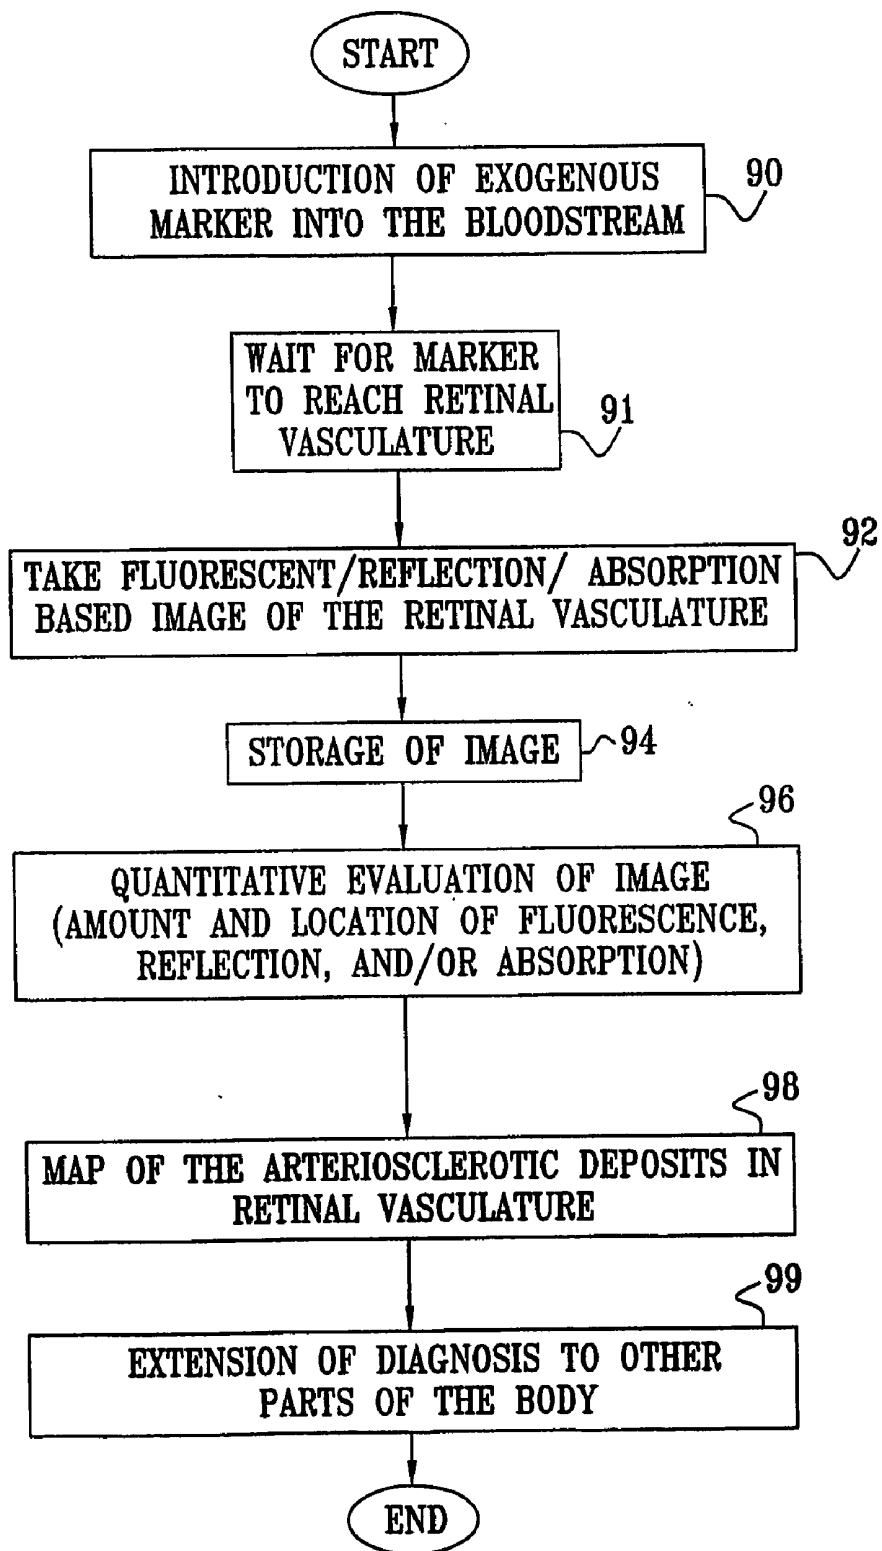 START
INTRODUCTION OF EXOGENOUS
MARKER INTO THE BLOODSTREAM
90
WAIT FOR MARKER
TO REACH RETINAL
VASCULATURE
91
92
TAKE FLUORESCENT/REFLECTION/ ABSORPTION
BASED IMAGE OF THE RETINAL VASCULATURE
STORAGE OF IMAGE
94
96
QUANTITATIVE EVALUATION OF IMAGE
(AMOUNT AND LOCATION OF FLUORESCENCE,
REFLECTION, AND/OR ABSORPTION)
98
MAP OF THE ARTERIOSCLEROTIC DEPOSITS IN
RETINAL VASCULATURE
99
EXTENSION OF DIAGNOSIS TO OTHER
PARTS OF THE BODY
END